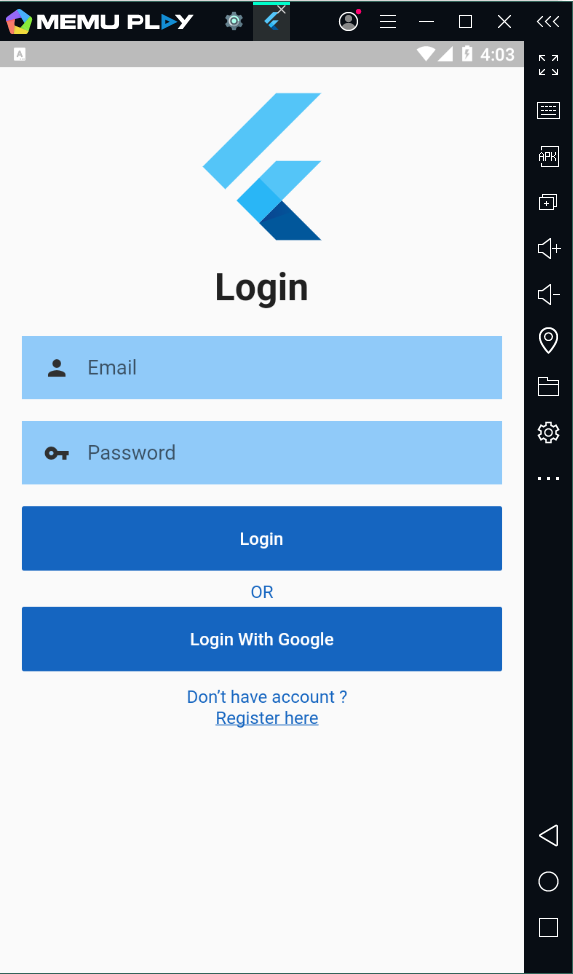 MEMU PLAY
A
4:03
APK
Login
Email
Password
Login
OR
Login With Google
Don't have account ?
Register here